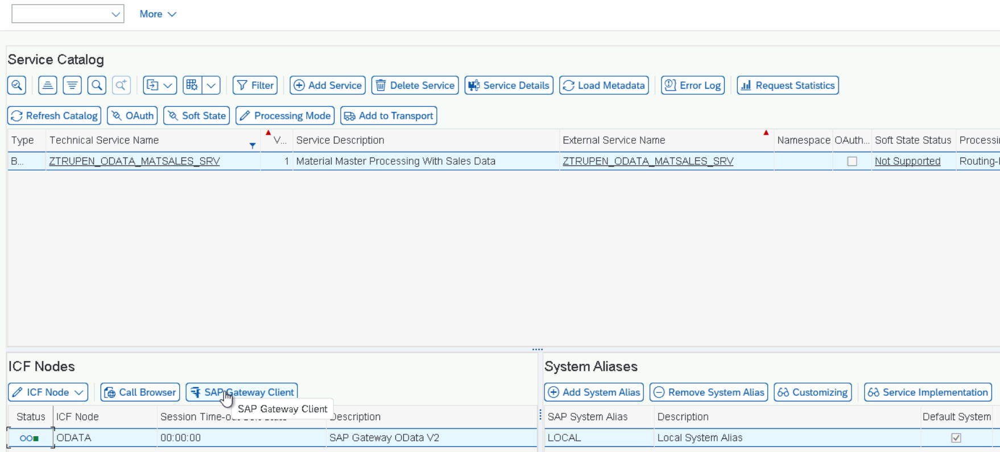 More
Service Catalog
Filter Add Service Delete Service Service Details Load Metadata Error Log Request Statistics
Refresh Catalog OAuth Soft State Processing Mode Add to Transport
Type Technical Service Name V... Service Description External Service Name Namespace OAuth... Soft State Status Processi
B... ZTRUPEN_ODATA_MATSALES_SRV 1 Material Master Processing With Sales Data ZTRUPEN_ODATA_MATSALES_SRV Not Supported Routing-
ICF Nodes System Aliases
ICF Node Call Browser SAP Gateway Client Add System Alias Remove System Alias Customizing Service Implementation
SAP Gateway Client
Status ICF Node Session Time-ou Description SAP System Alias Description Default System
ODATA 00:00:00 SAP Gateway OData V2 LOCAL Local System Alias